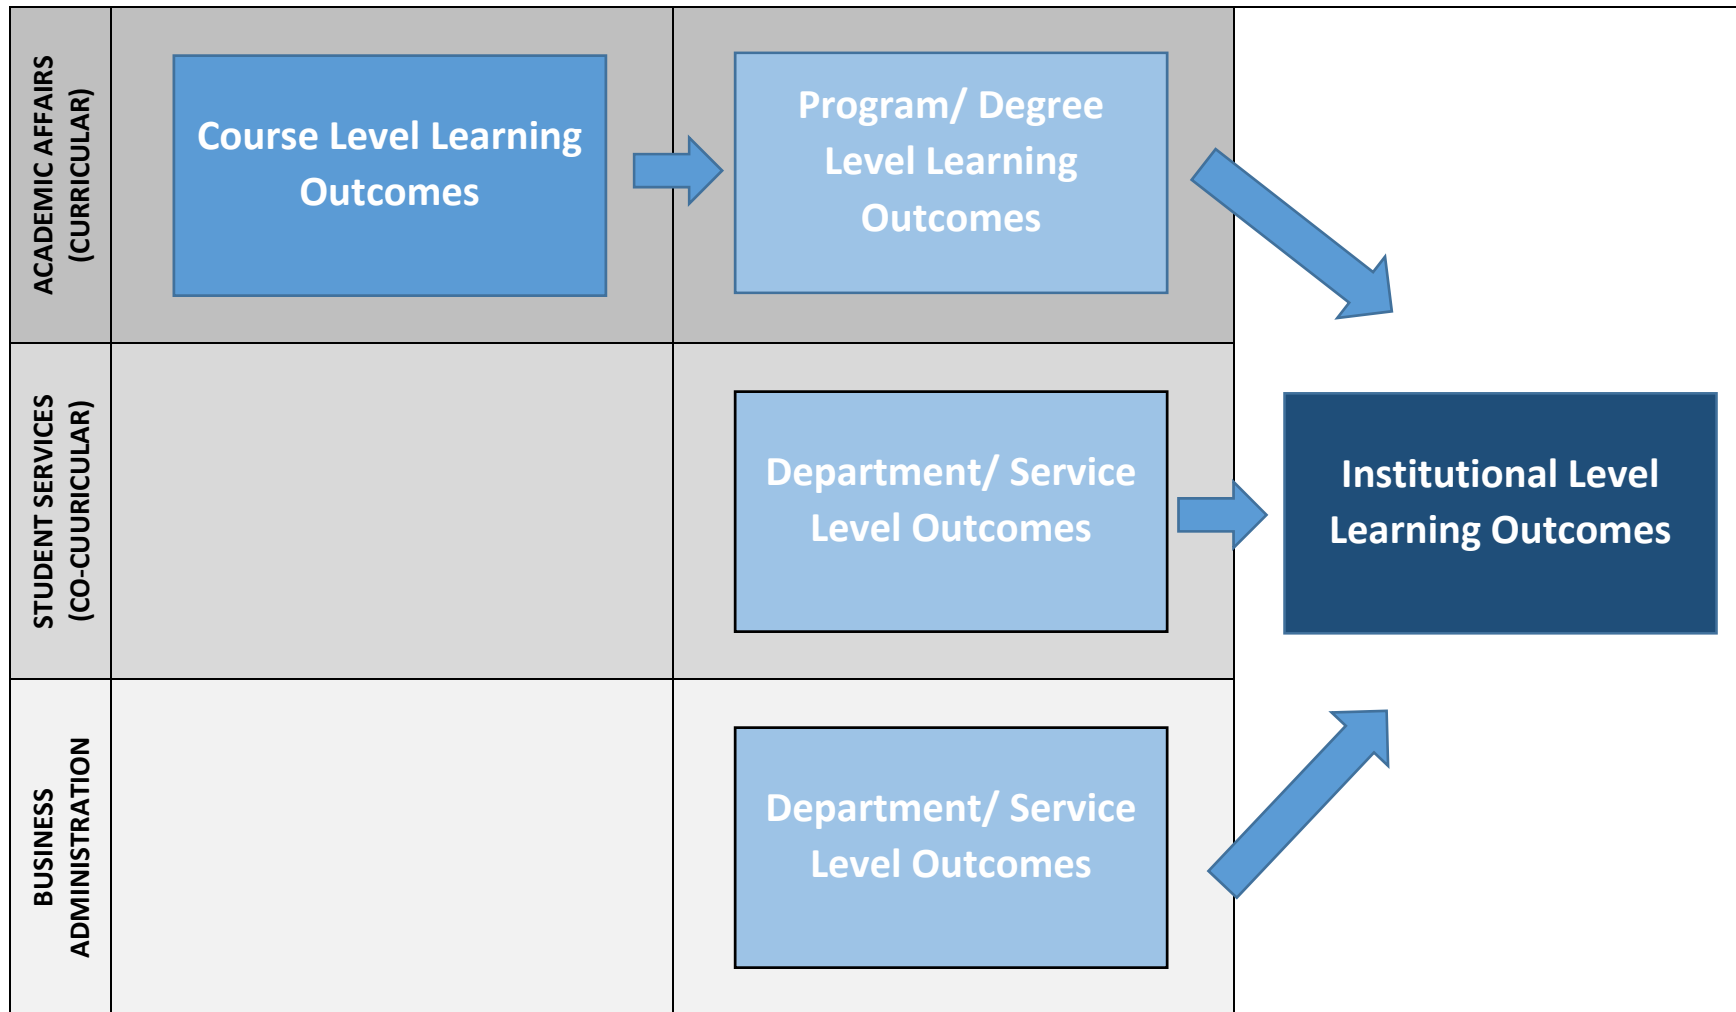 ACADEMIC AFFAIRS
(CURRICULAR)
Course Level Learning
Outcomes
Program/ Degree
Level Learning
Outcomes
STUDENT SERVICES
(CO-CURICULAR)
Department/ Service
Level Outcomes
Institutional Level
Learning Outcomes
BUSINESS
ADMINISTRATION
Department/ Service
Level Outcomes